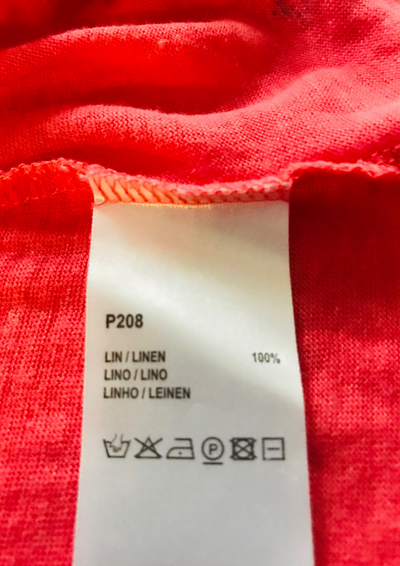 P208
LIN / LINEN 100%
LINO / LINO
LINHO / LEINEN
P